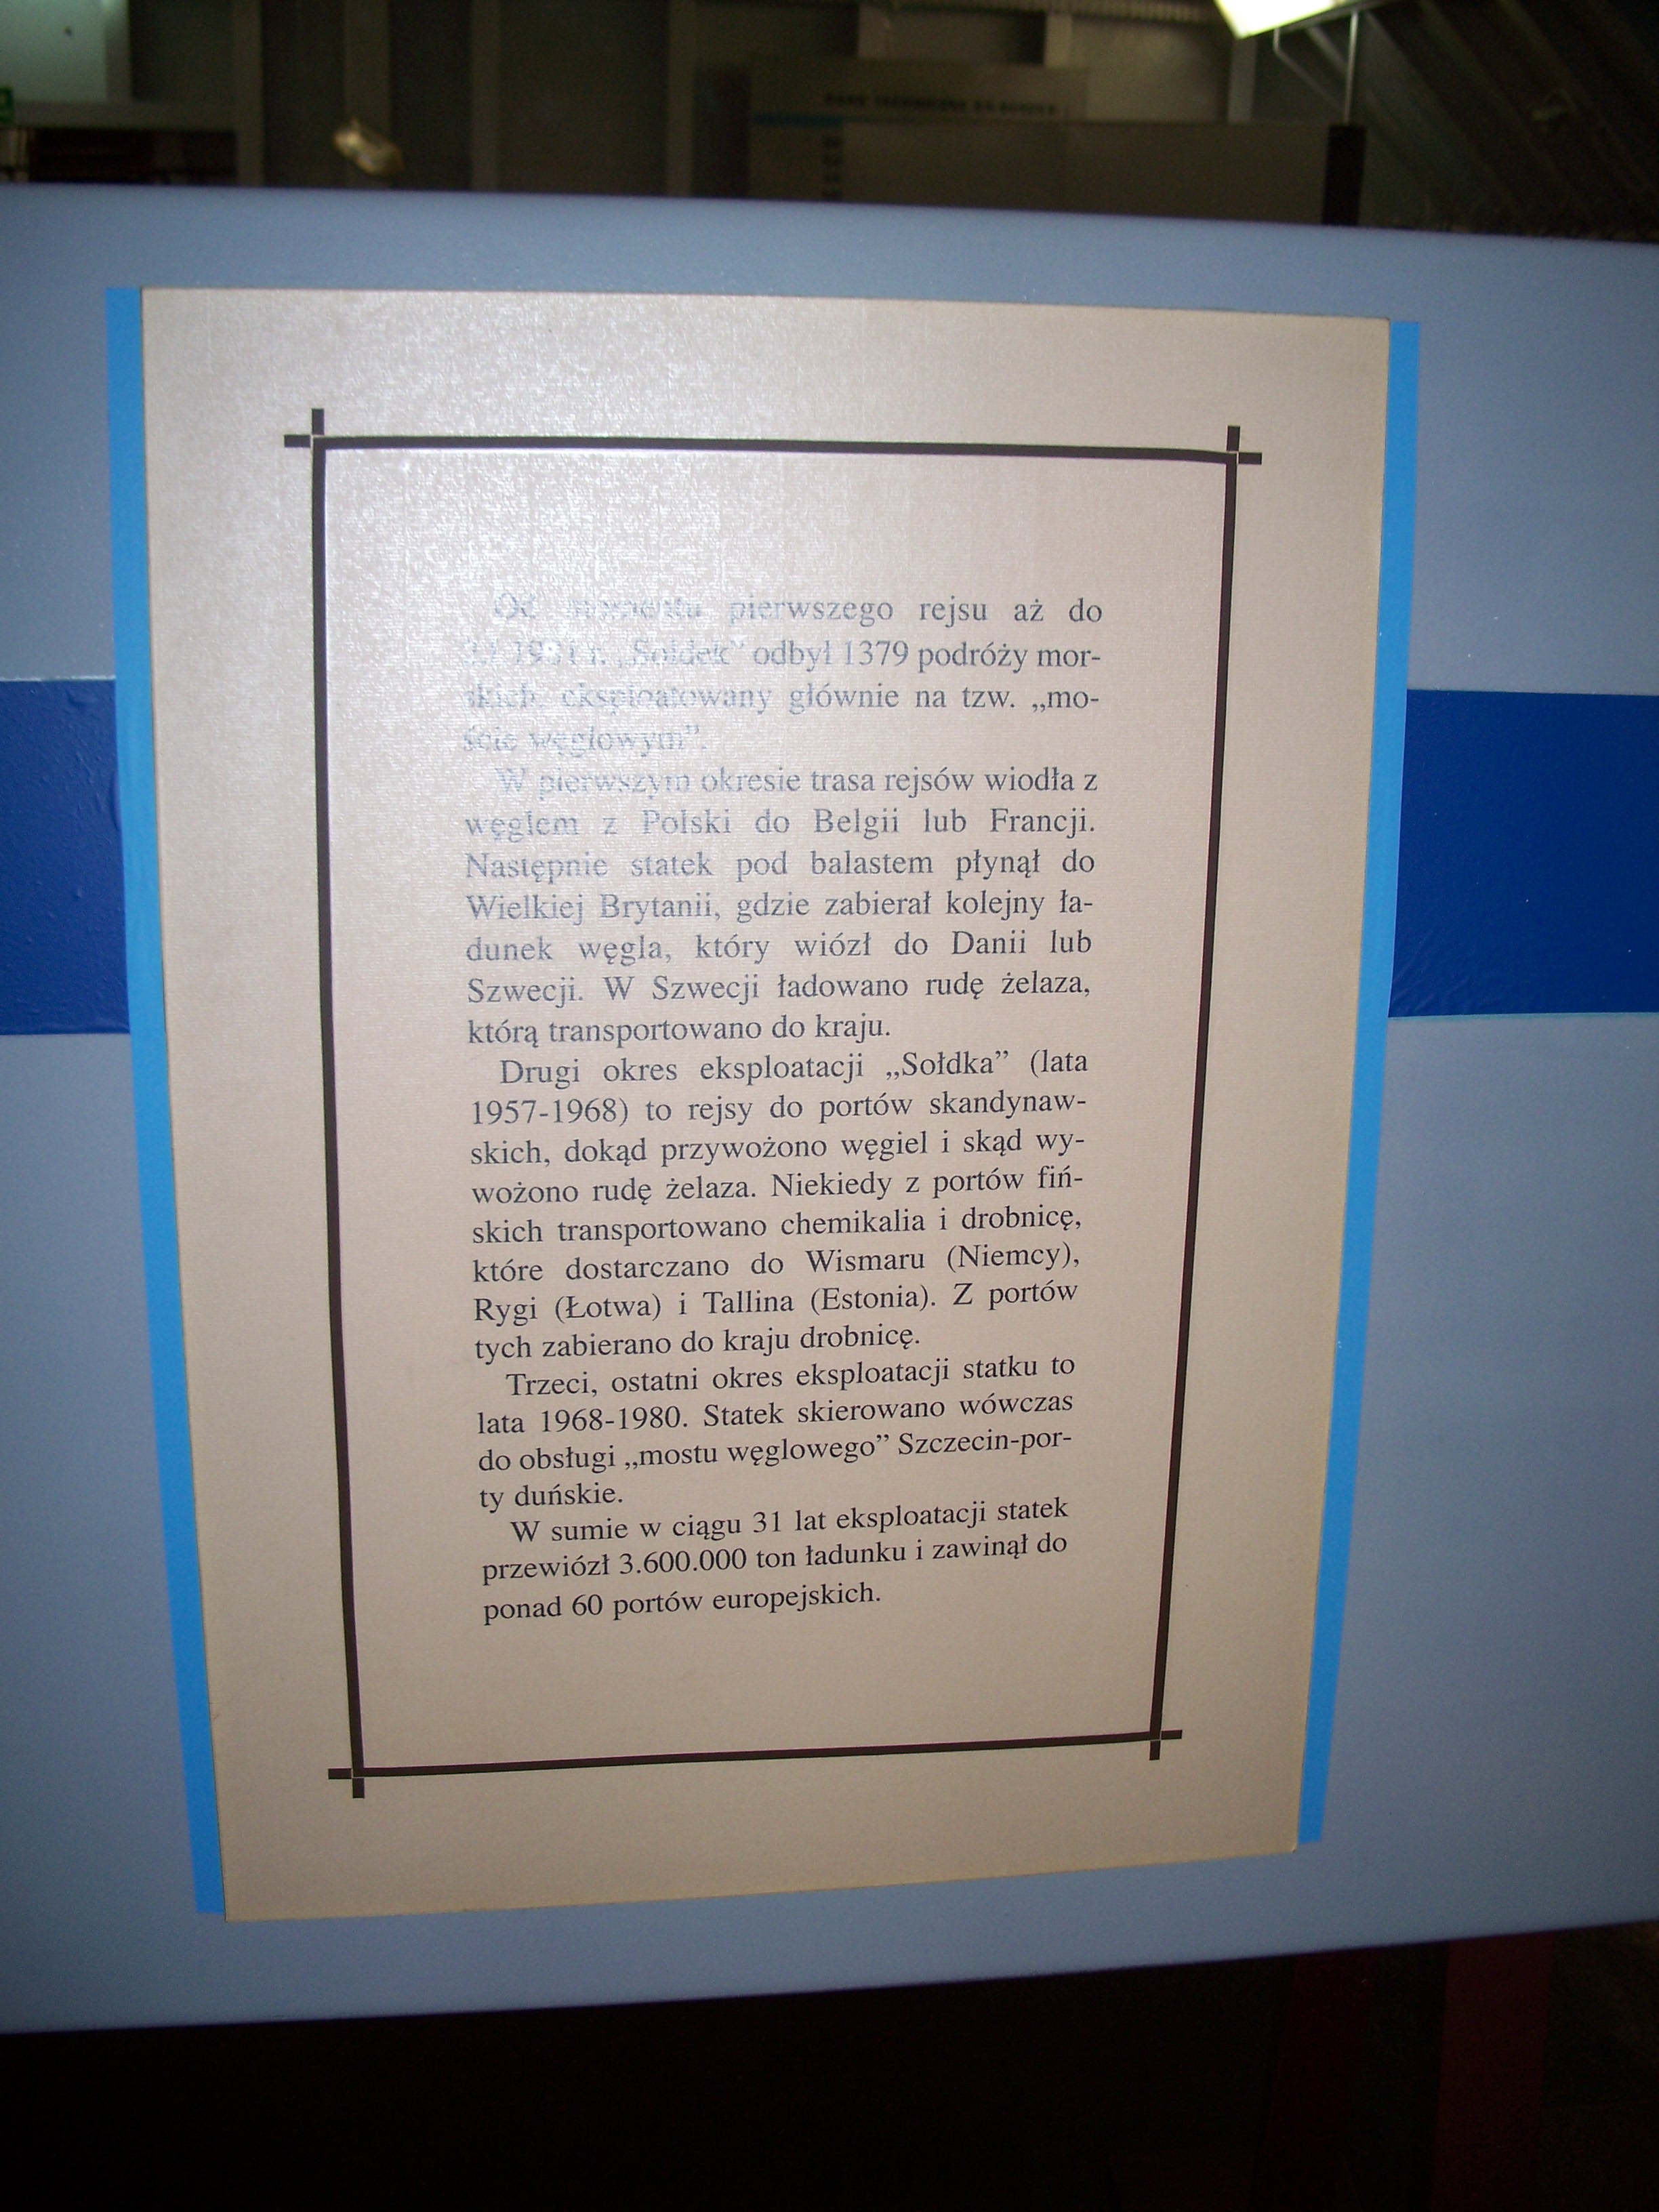 Od momentu pierwszego rejsu aż do
1981 r. „Sołdek” odbył 1379 podróży mor-
skich, eksploatowany głównie na tzw. „mo-
ście węglowym”.
W pierwszym okresie trasa rejsów wiodła z
węglem z Polski do Belgii lub Francji.
Następnie statek pod balastem płynął do
Wielkiej Brytanii, gdzie zabierał kolejny ła-
dunek węgla, który wiózł do Danii lub
Szwecji. W Szwecji ładowano rudę żelaza,
którą transportowano do kraju.
Drugi okres eksploatacji „Sołdka” (lata
1957-1968) to rejsy do portów skandynaw-
skich, dokąd przywożono węgiel i skąd wy-
wożono rudę żelaza. Niekiedy z portów fiń-
skich transportowano chemikalia i drobnicę,
które dostarczano do Wismaru (Niemcy),
Rygi (Łotwa) i Tallina (Estonia). Z portów
tych zabierano do kraju drobnicę.
Trzeci, ostatni okres eksploatacji statku to
lata 1968-1980. Statek skierowano wówczas
do obsługi „mostu węglowego” Szczecin-por-
ty duńskie.
W sumie w ciągu 31 lat eksploatacji statek
przewiózł 3.600.000 ton ładunku i zawinął do
ponad 60 portów europejskich.